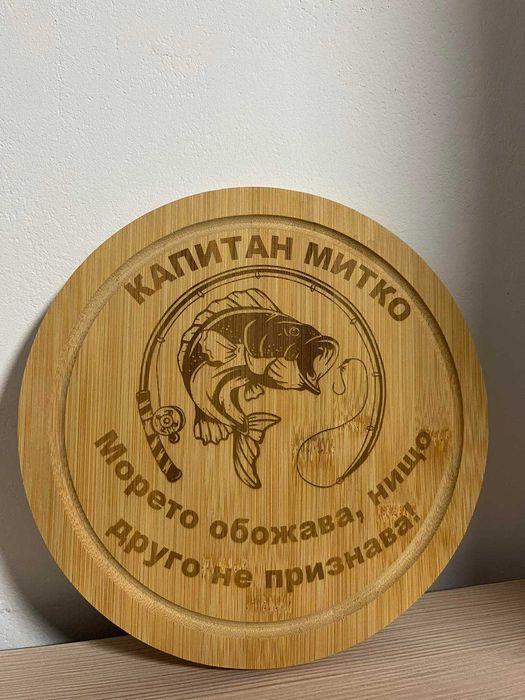 КАПИТАН МИТКО
Морето обожава, нищо
друго не признава!